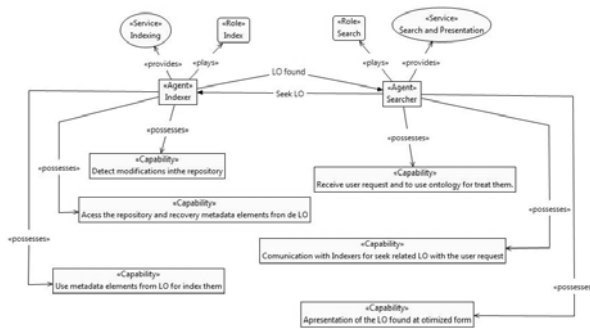 «Service»
Indexing
«Role»
Index
«Role»
Search
«Service»
Search and Presentation
«provides»
«plays»
«plays»
«provides»
LO found
«Agent»
Indexer
Seek LO
«Agent»
Searcher
«possesses»
«possesses»
«Capability»
Detect modifications inthe repository
«Capability»
Receive user request and to use ontology for treat them.
«possesses»
«possesses»
«Capability»
Acess the repository and recovery metadata elements fron de LO
«possesses»
«possesses»
«Capability»
Comunication with Indexers for seek related LO with the user request
«Capability»
Use metadata elements from LO for index them
«Capability»
Apresentation of the LO found at otimized form